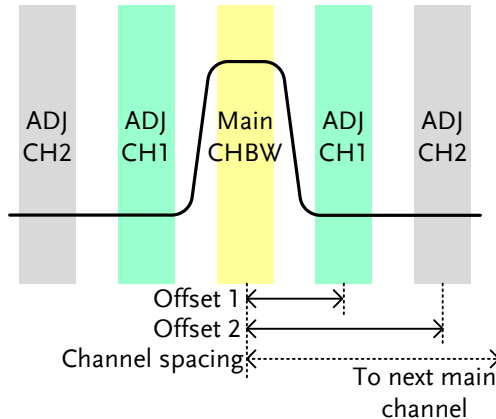 ADJ ADJ Main ADJ ADJ
CH2 CH1 CHBW CH1 CH2
Offset 1
Offset 2
Channel spacing
To next main
channel